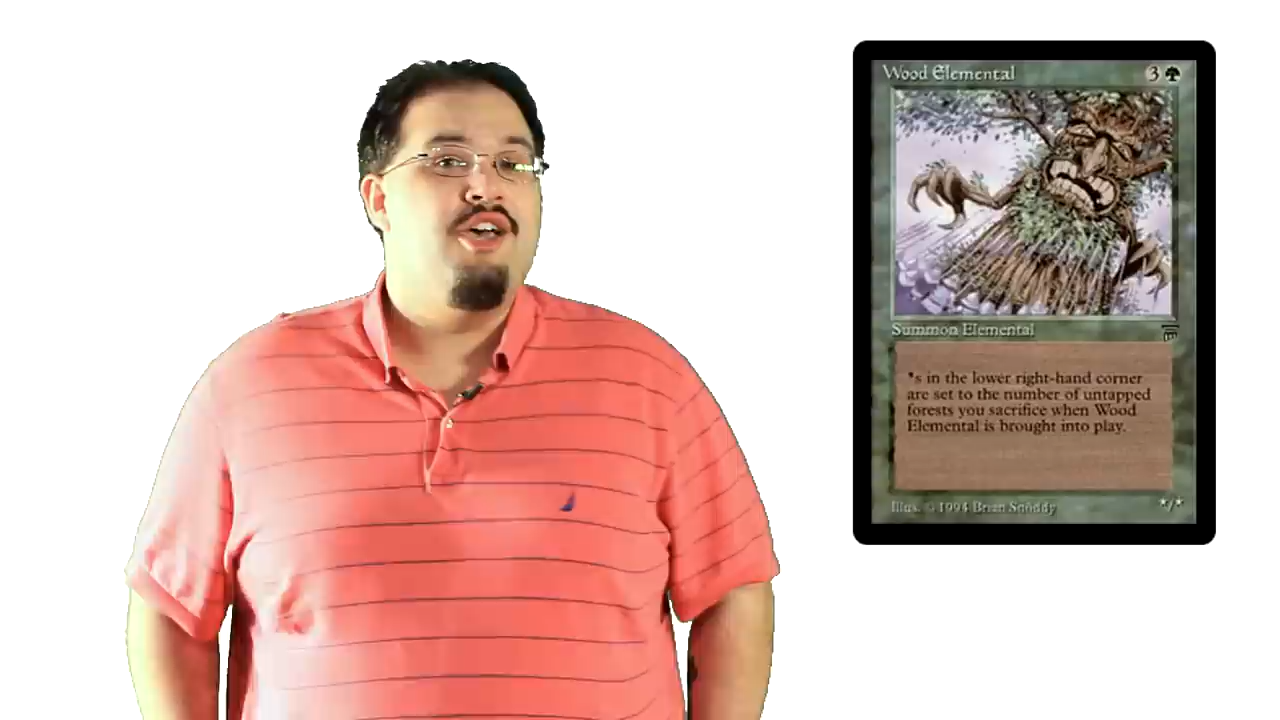 Wood Elemental 3
Summon Elemental
*s in the lower right-hand corner
are set to the number of untapped
forests you sacrifice when Wood
Elemental is brought into play.
Illus. © 1994 Brian Snoddy
*/*